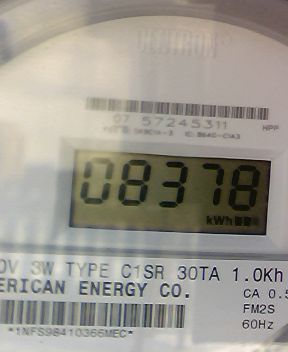 CENTRON®
07 57245311
HPP
08378
kWh
0V 3W TYPE C1SR 30TA 1.0Kh
ERICAN ENERGY CO.
CA 0.5
FM2S
60Hz
*1NFS98410366MEC*